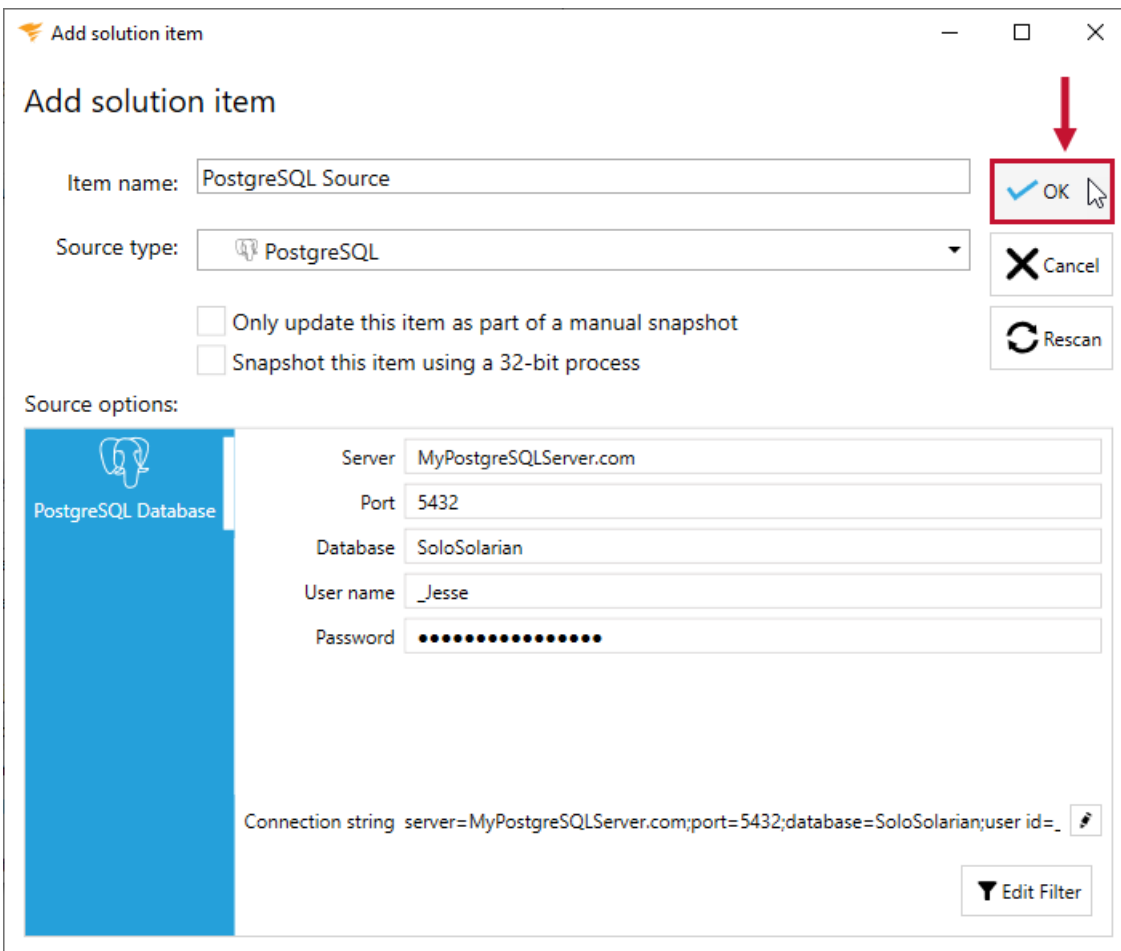 Add solution item
Add solution item
Item name: PostgreSQL Source
OK
Source type: PostgreSQL
Cancel
Only update this item as part of a manual snapshot
Rescan
Snapshot this item using a 32-bit process
Source options:
PostgreSQL Database
Server MyPostgreSQLServer.com
Port 5432
Database SoloSolarian
User name _Jesse
Password ••••••••••••••••
Connection string server=MyPostgreSQLServer.com;port=5432;database=SoloSolarian;user id=_
Edit Filter